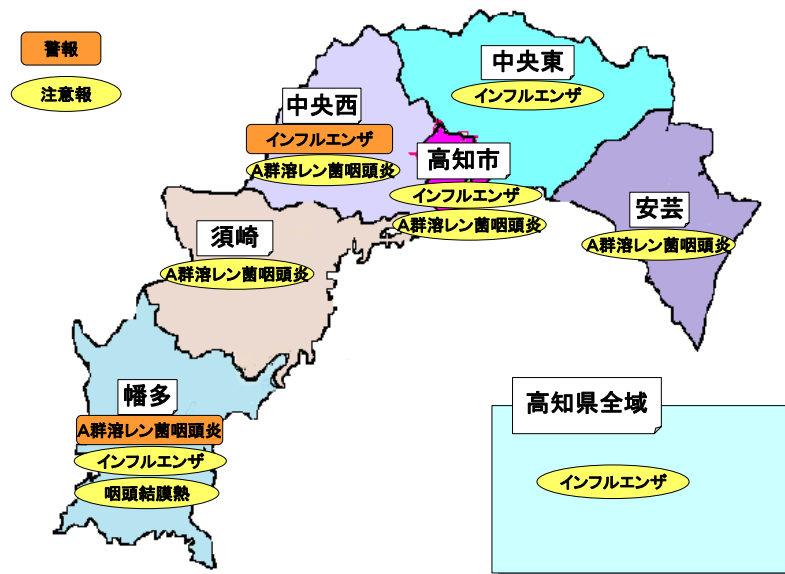 警報
注意報
中央東
インフルエンザ
中央西
インフルエンザ
A群溶レン菌咽頭炎
高知市
インフルエンザ
A群溶レン菌咽頭炎
安芸
A群溶レン菌咽頭炎
須崎
A群溶レン菌咽頭炎
幡多
A群溶レン菌咽頭炎
インフルエンザ
咽頭結膜熱
高知県全域
インフルエンザ